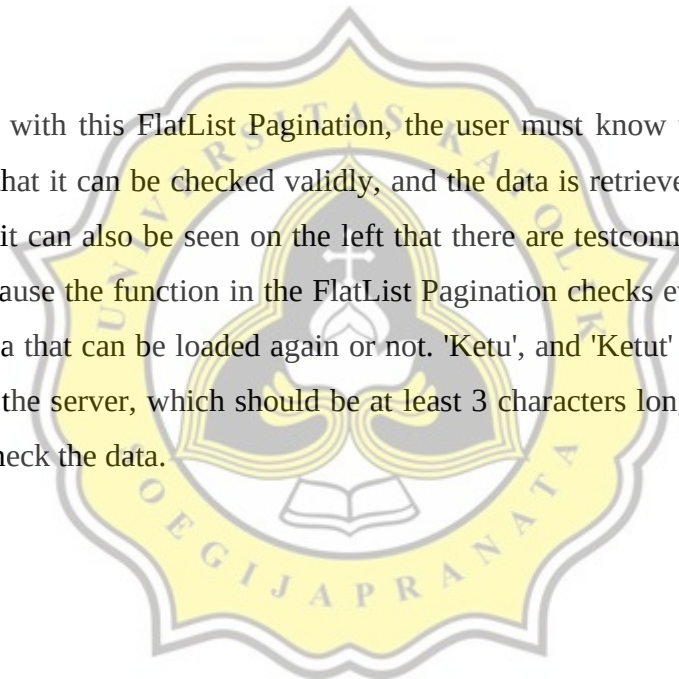 with this FlatList Pagination, the user must know
hat it can be checked validly, and the data is retrieve
it can also be seen on the left that there are testconn
ause the function in the FlatList Pagination checks e
a that can be loaded again or not. 'Ketu', and 'Ketut'
the server, which should be at least 3 characters lon
heck the data.
UNIVERSITAS KATOLIK
SOEGIJAPRANATA